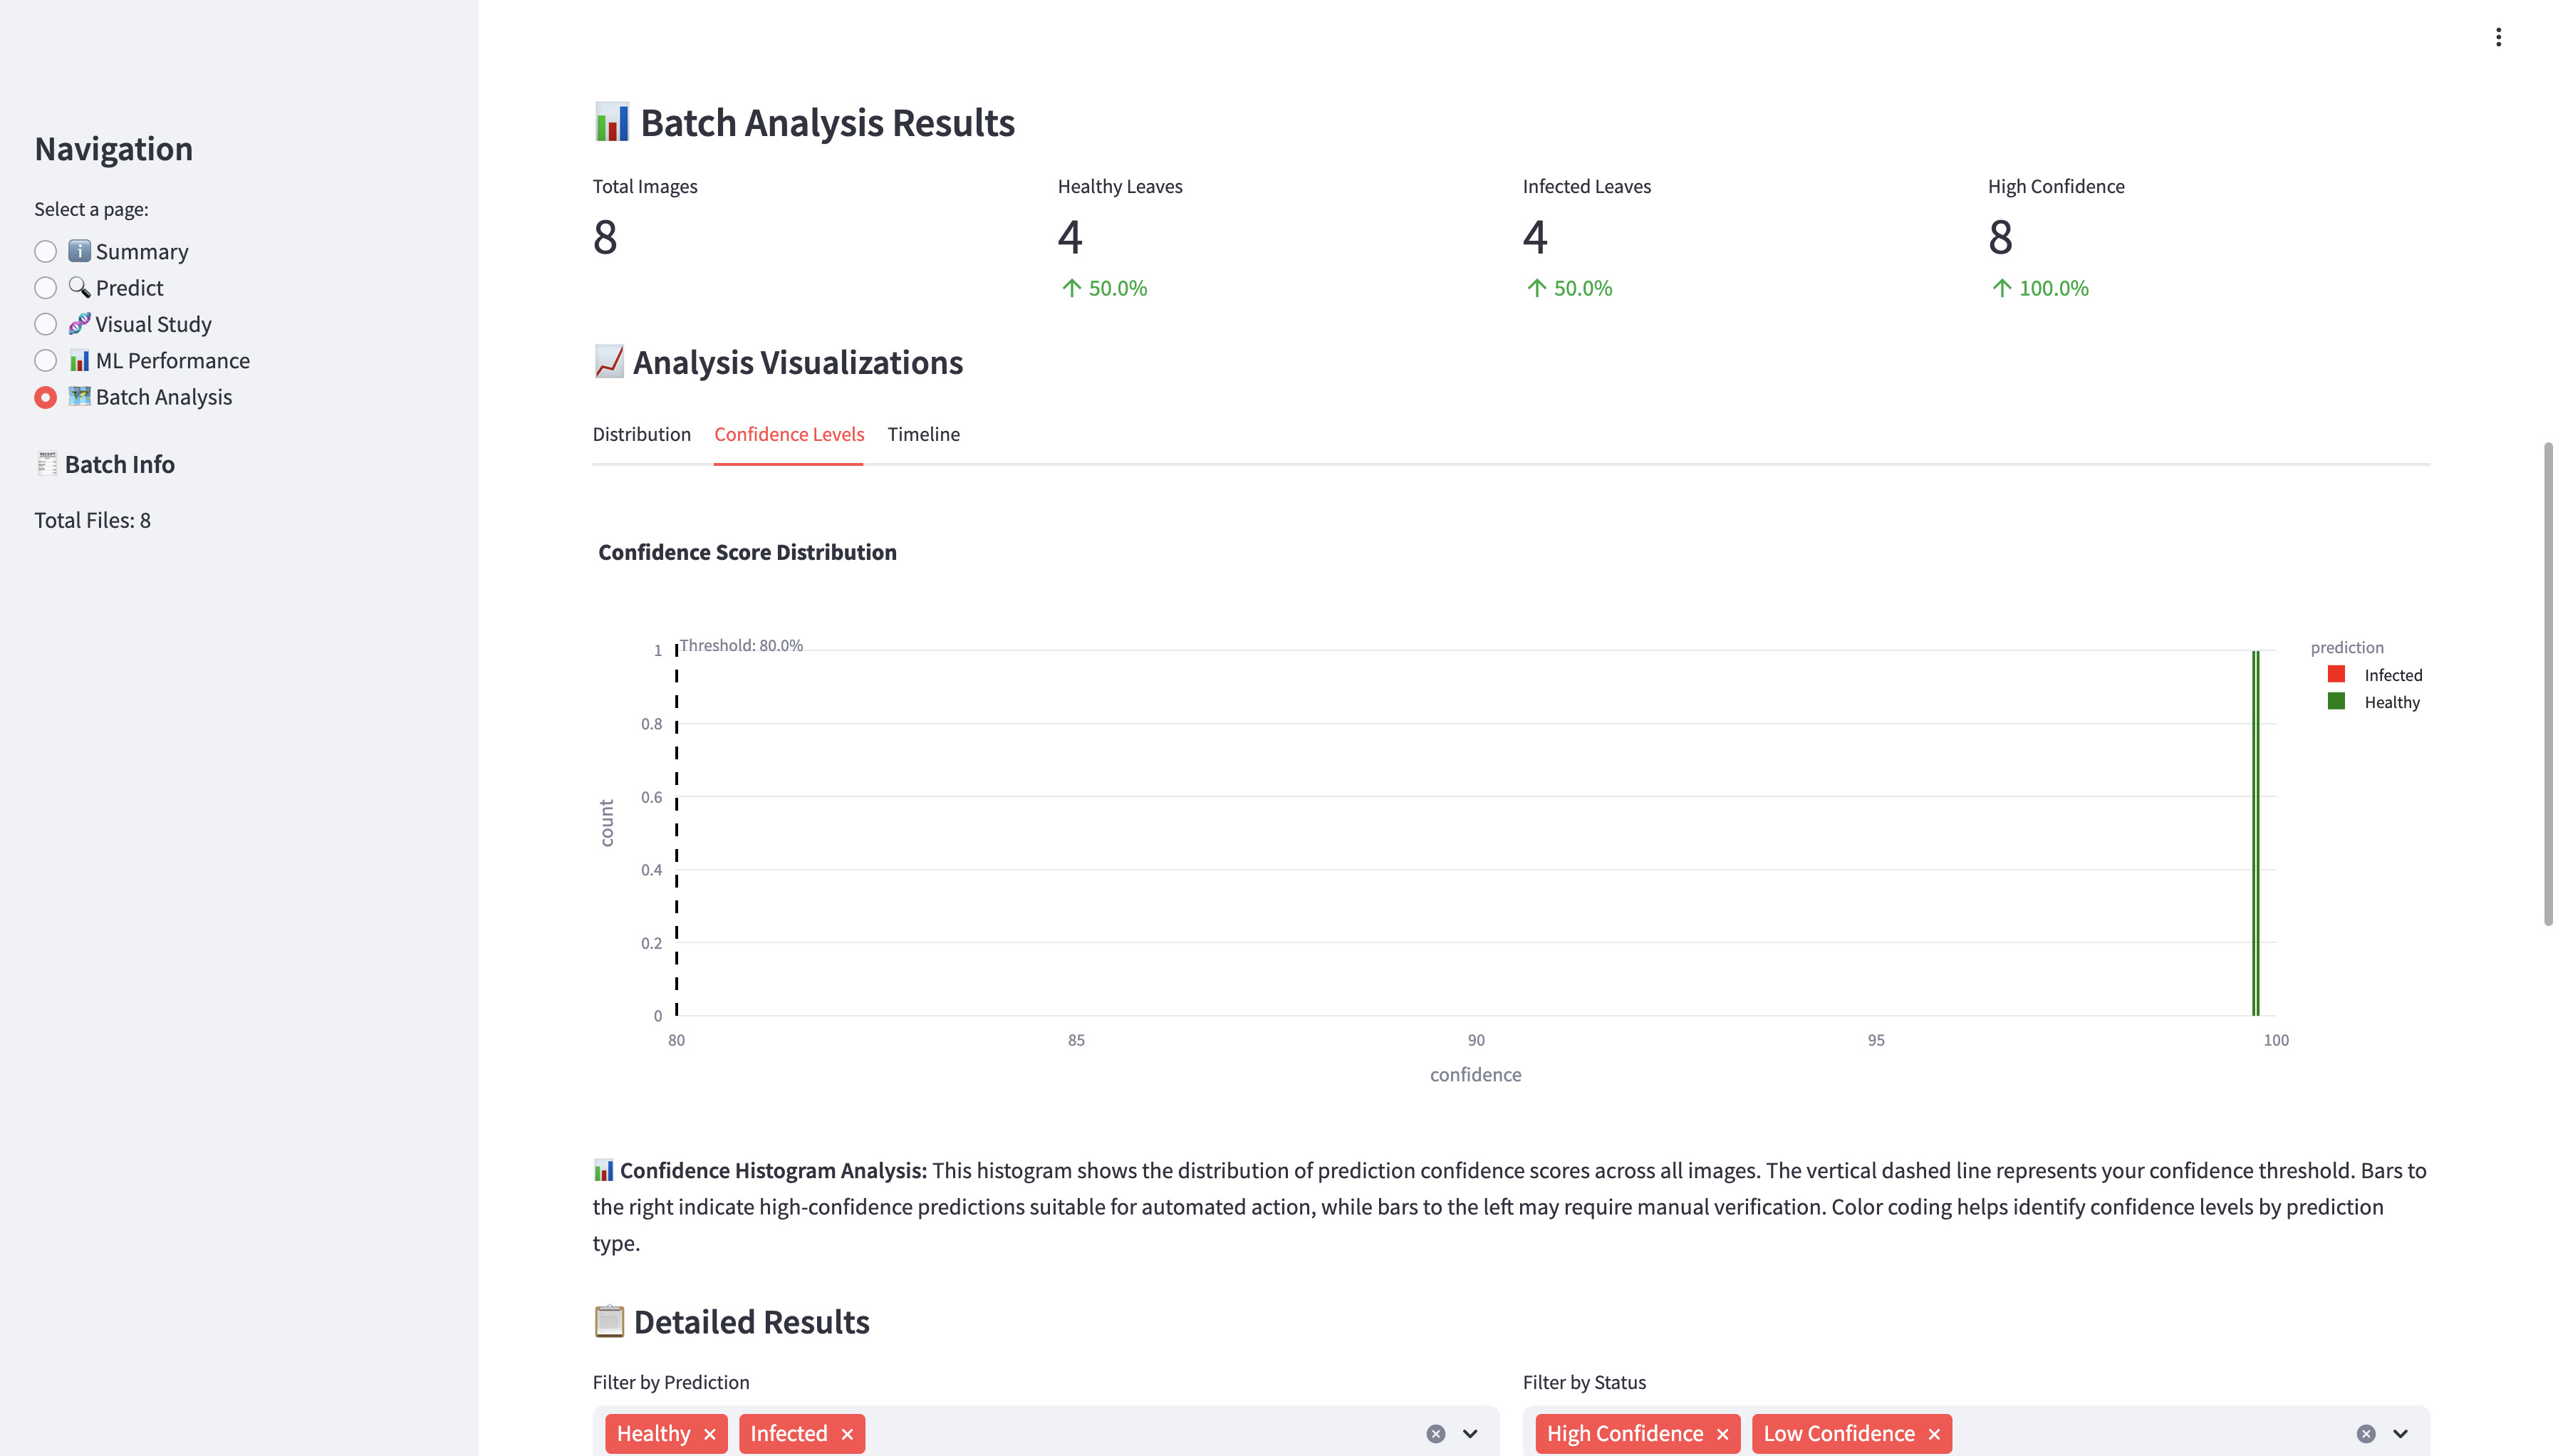 Navigation
Select a page:
Summary
Predict
Visual Study
ML Performance
Batch Analysis
Batch Info
Total Files: 8
Batch Analysis Results
Total Images
8
Healthy Leaves
4
↑ 50.0%
Infected Leaves
4
↑ 50.0%
High Confidence
8
↑ 100.0%
Analysis Visualizations
Distribution Confidence Levels Timeline
Confidence Score Distribution
Threshold: 80.0%
1
0.8
0.6
0.4
0.2
0
count
80 85 90 95 100
confidence
prediction
Infected
Healthy
Confidence Histogram Analysis: This histogram shows the distribution of prediction confidence scores across all images. The vertical dashed line represents your confidence threshold. Bars to
the right indicate high-confidence predictions suitable for automated action, while bars to the left may require manual verification. Color coding helps identify confidence levels by prediction
type.
Detailed Results
Filter by Prediction
Healthy × Infected ×
Filter by Status
High Confidence × Low Confidence ×